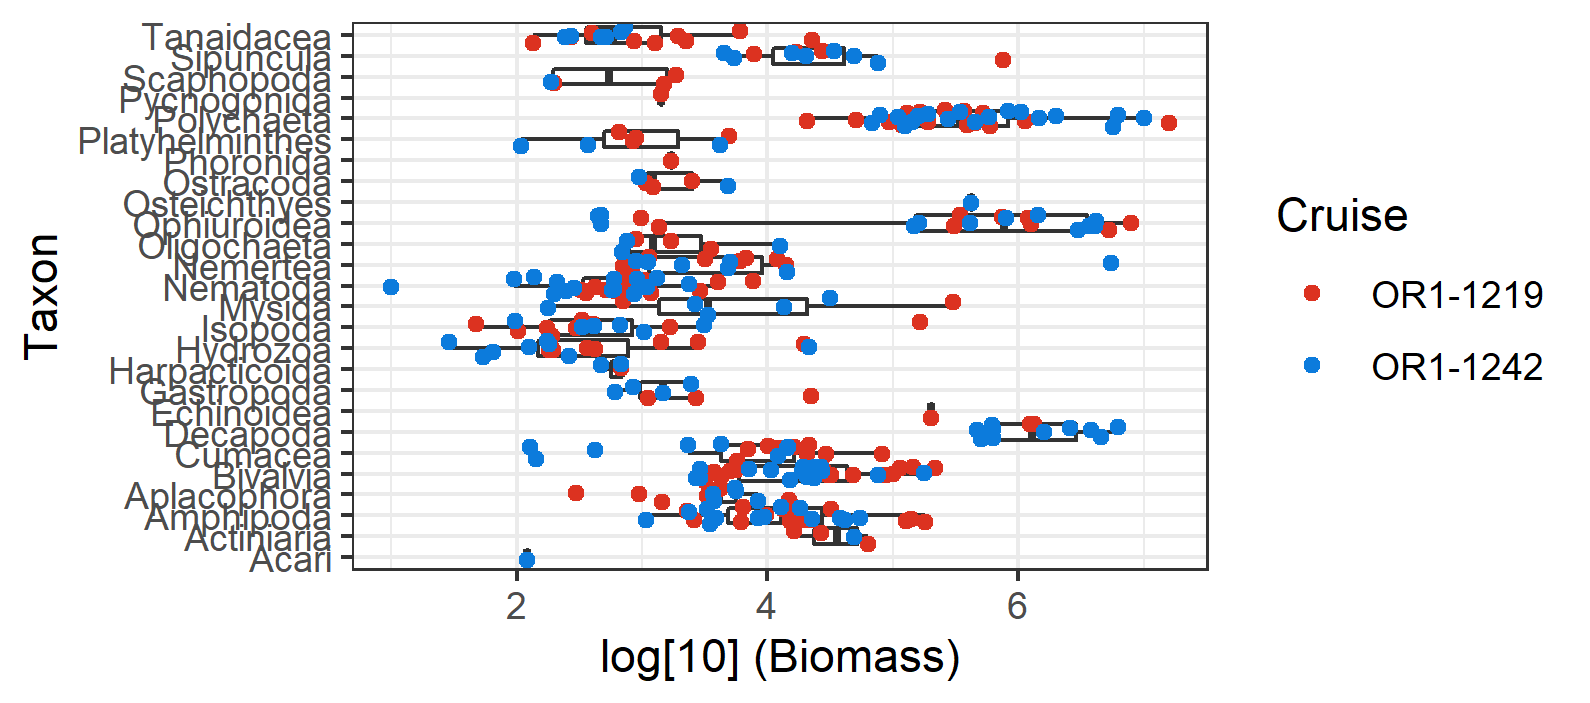 Taxon
Tanaidacea
Sipuncula
Scaphopoda
Pycnogonida
Polychaeta
Platyhelminthes
Phoronida
Ostracoda
Osteichthyes
Ophiuroidea
Oligochaeta
Nemertea
Nematoda
Mysida
Isopoda
Hydrozoa
Harpacticoida
Gastropoda
Echinoidea
Decapoda
Cumacea
Bivalvia
Aplacophora
Amphipoda
Actiniaria
Acari
2 4 6
log[10] (Biomass)
Cruise
OR1-1219
OR1-1242